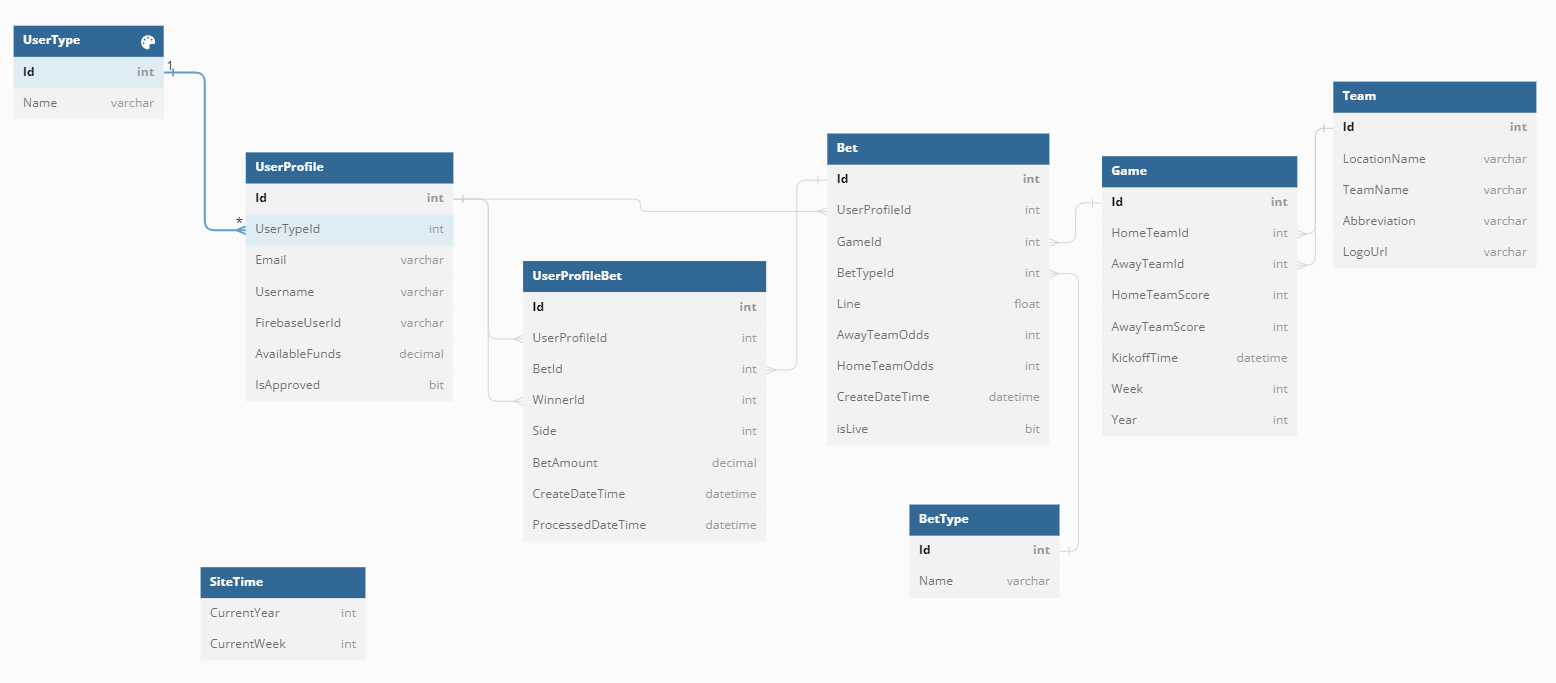 UserType
Id int
Name varchar
1
*
UserProfile
Id int
UserTypeId int
Email varchar
Username varchar
FirebaseUserId varchar
AvailableFunds decimal
IsApproved bit
UserProfileBet
Id int
UserProfileId int
BetId int
WinnerId int
Side int
BetAmount decimal
CreateDateTime datetime
ProcessedDateTime datetime
Bet
Id int
UserProfileId int
GameId int
BetTypeId int
Line float
AwayTeamOdds int
HomeTeamOdds int
CreateDateTime datetime
isLive bit
Game
Id int
HomeTeamId int
AwayTeamId int
HomeTeamScore int
AwayTeamScore int
KickoffTime datetime
Week int
Year int
Team
Id int
LocationName varchar
TeamName varchar
Abbreviation varchar
LogoUrl varchar
BetType
Id int
Name varchar
SiteTime
CurrentYear int
CurrentWeek int